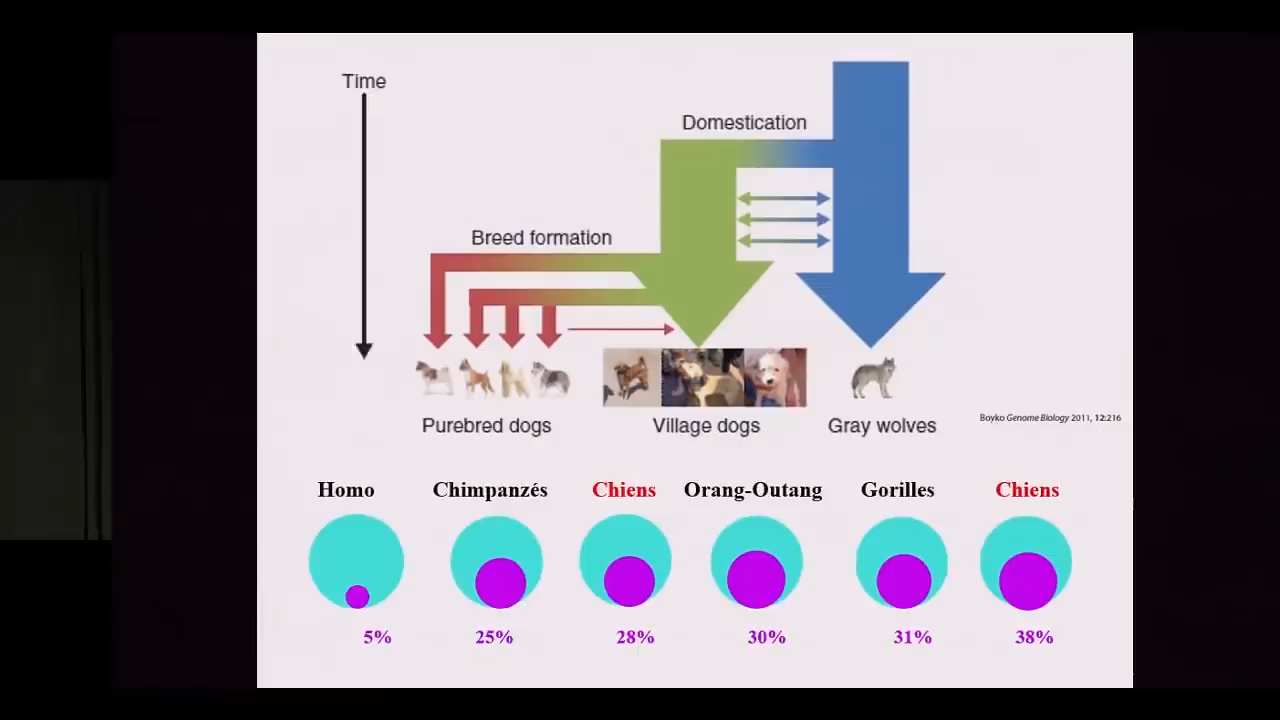 Time
Domestication
Breed formation
Purebred dogs
Village dogs
Gray wolves
Boyko Genome Biology 2011, 12:216
Homo
Chimpanzés
Chiens
Orang-Outang
Gorilles
Chiens
5%
25%
28%
30%
31%
38%